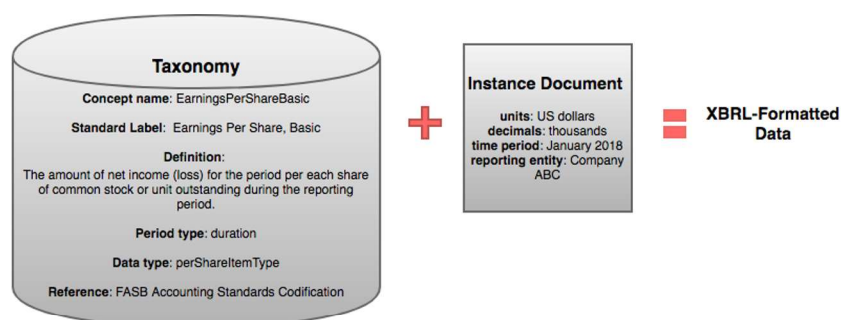 Taxonomy
Concept name: EarningsPerShareBasic
Standard Label: Earnings Per Share, Basic
Definition:
The amount of net income (loss) for the period per each share
of common stock or unit outstanding during the reporting
period.
Period type: duration
Data type: perShareItemType
Reference: FASB Accounting Standards Codification
Instance Document
units: US dollars
decimals: thousands
time period: January 2018
reporting entity: Company
ABC
XBRL-Formatted
Data